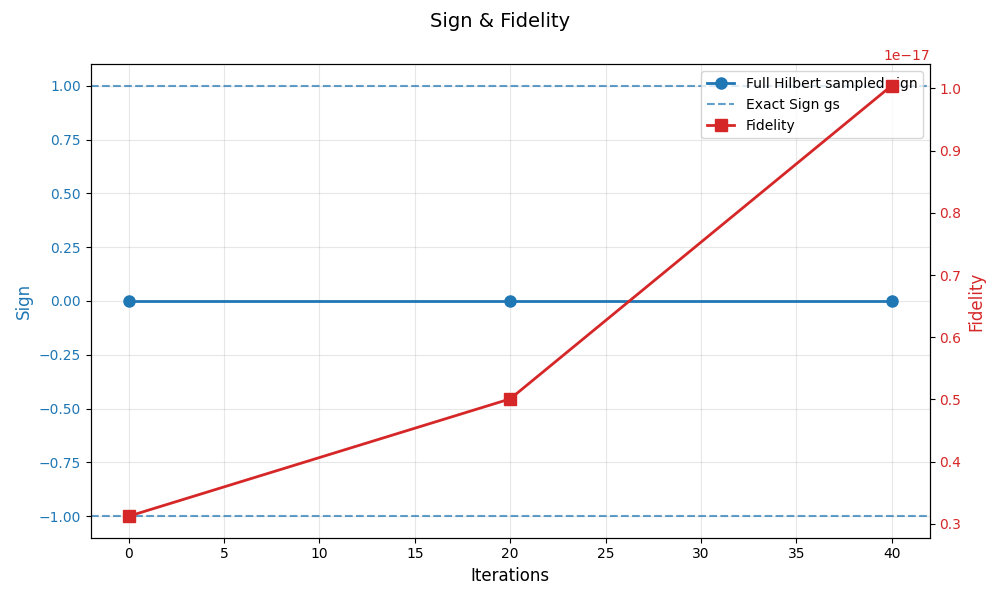 Sign & Fidelity
1e−17
1.00
0.75
0.50
0.25
0.00
−0.25
−0.50
−0.75
−1.00
Sign
Full Hilbert sampled sign
Exact Sign gs
Fidelity
1.0
0.9
0.8
0.7
0.6
0.5
0.4
0.3
Fidelity
0 5 10 15 20 25 30 35 40
Iterations